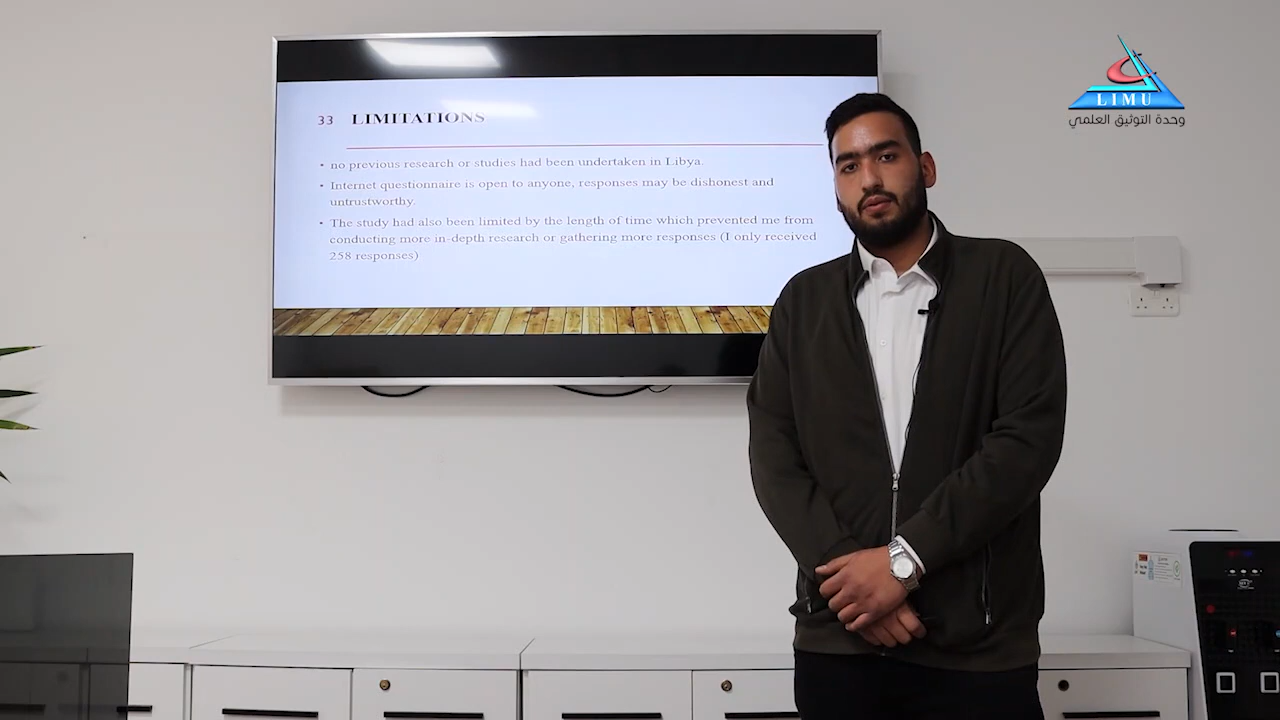 33 LIMITATIONS
• no previous research or studies had been undertaken in Libya.
• Internet questionnaire is open to anyone, responses may be dishonest and
untrustworthy.
• The study had also been limited by the length of time which prevented me from
conducting more in-depth research or gathering more responses (I only received
258 responses)
LIMU
وحدة التوثيق العلمي